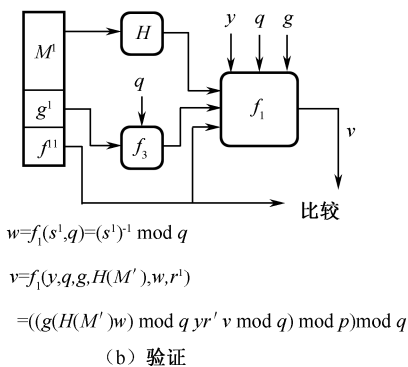 M¹
H
y q g
q
g¹
f₃
f₁
f¹¹
v
比较
w=f₁(s¹,q)=(s¹)⁻¹ mod q
v=f₁(y,q,g,H(M′),w,r¹)
=((g(H(M′)w) mod q yr′ v mod q) mod p)mod q
（b）验证